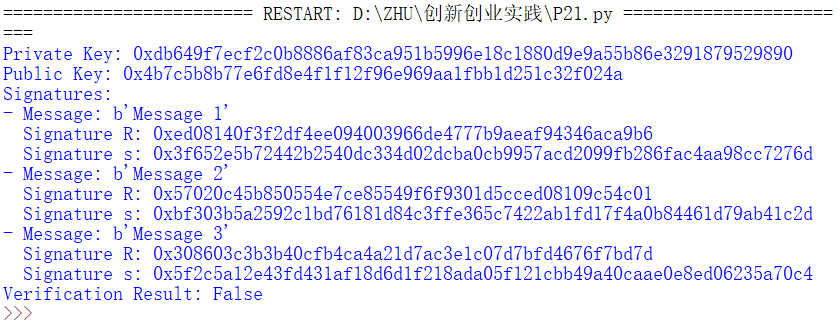 ========================= RESTART: D:\ZHU\创新创业实践\P21.py =====================
===
Private Key: 0xdb649f7ecf2c0b8886af83ca951b5996e18c1880d9e9a55b86e3291879529890
Public Key: 0x4b7c5b8b77e6fd8e4f1f12f96e969aa1fbb1d251c32f024a
Signatures:
- Message: b'Message 1'
  Signature R: 0xed08140f3f2df4ee094003966de4777b9aeaf94346aca9b6
  Signature s: 0x3f652e5b72442b2540dc334d02dcba0cb9957acd2099fb286fac4aa98cc7276d
- Message: b'Message 2'
  Signature R: 0x57020c45b850554e7ce85549f6f9301d5cced08109c54c01
  Signature s: 0xbf303b5a2592c1bd76181d84c3ffe365c7422ab1fd17f4a0b84461d79ab41c2d
- Message: b'Message 3'
  Signature R: 0x308603c3b3b40cfb4ca4a21d7ac3e1c07d7bfd4676f7bd7d
  Signature s: 0x5f2c5a12e43fd431af18d6d1f218ada05f121cbb49a40caae0e8ed06235a70c4
Verification Result: False
>>>